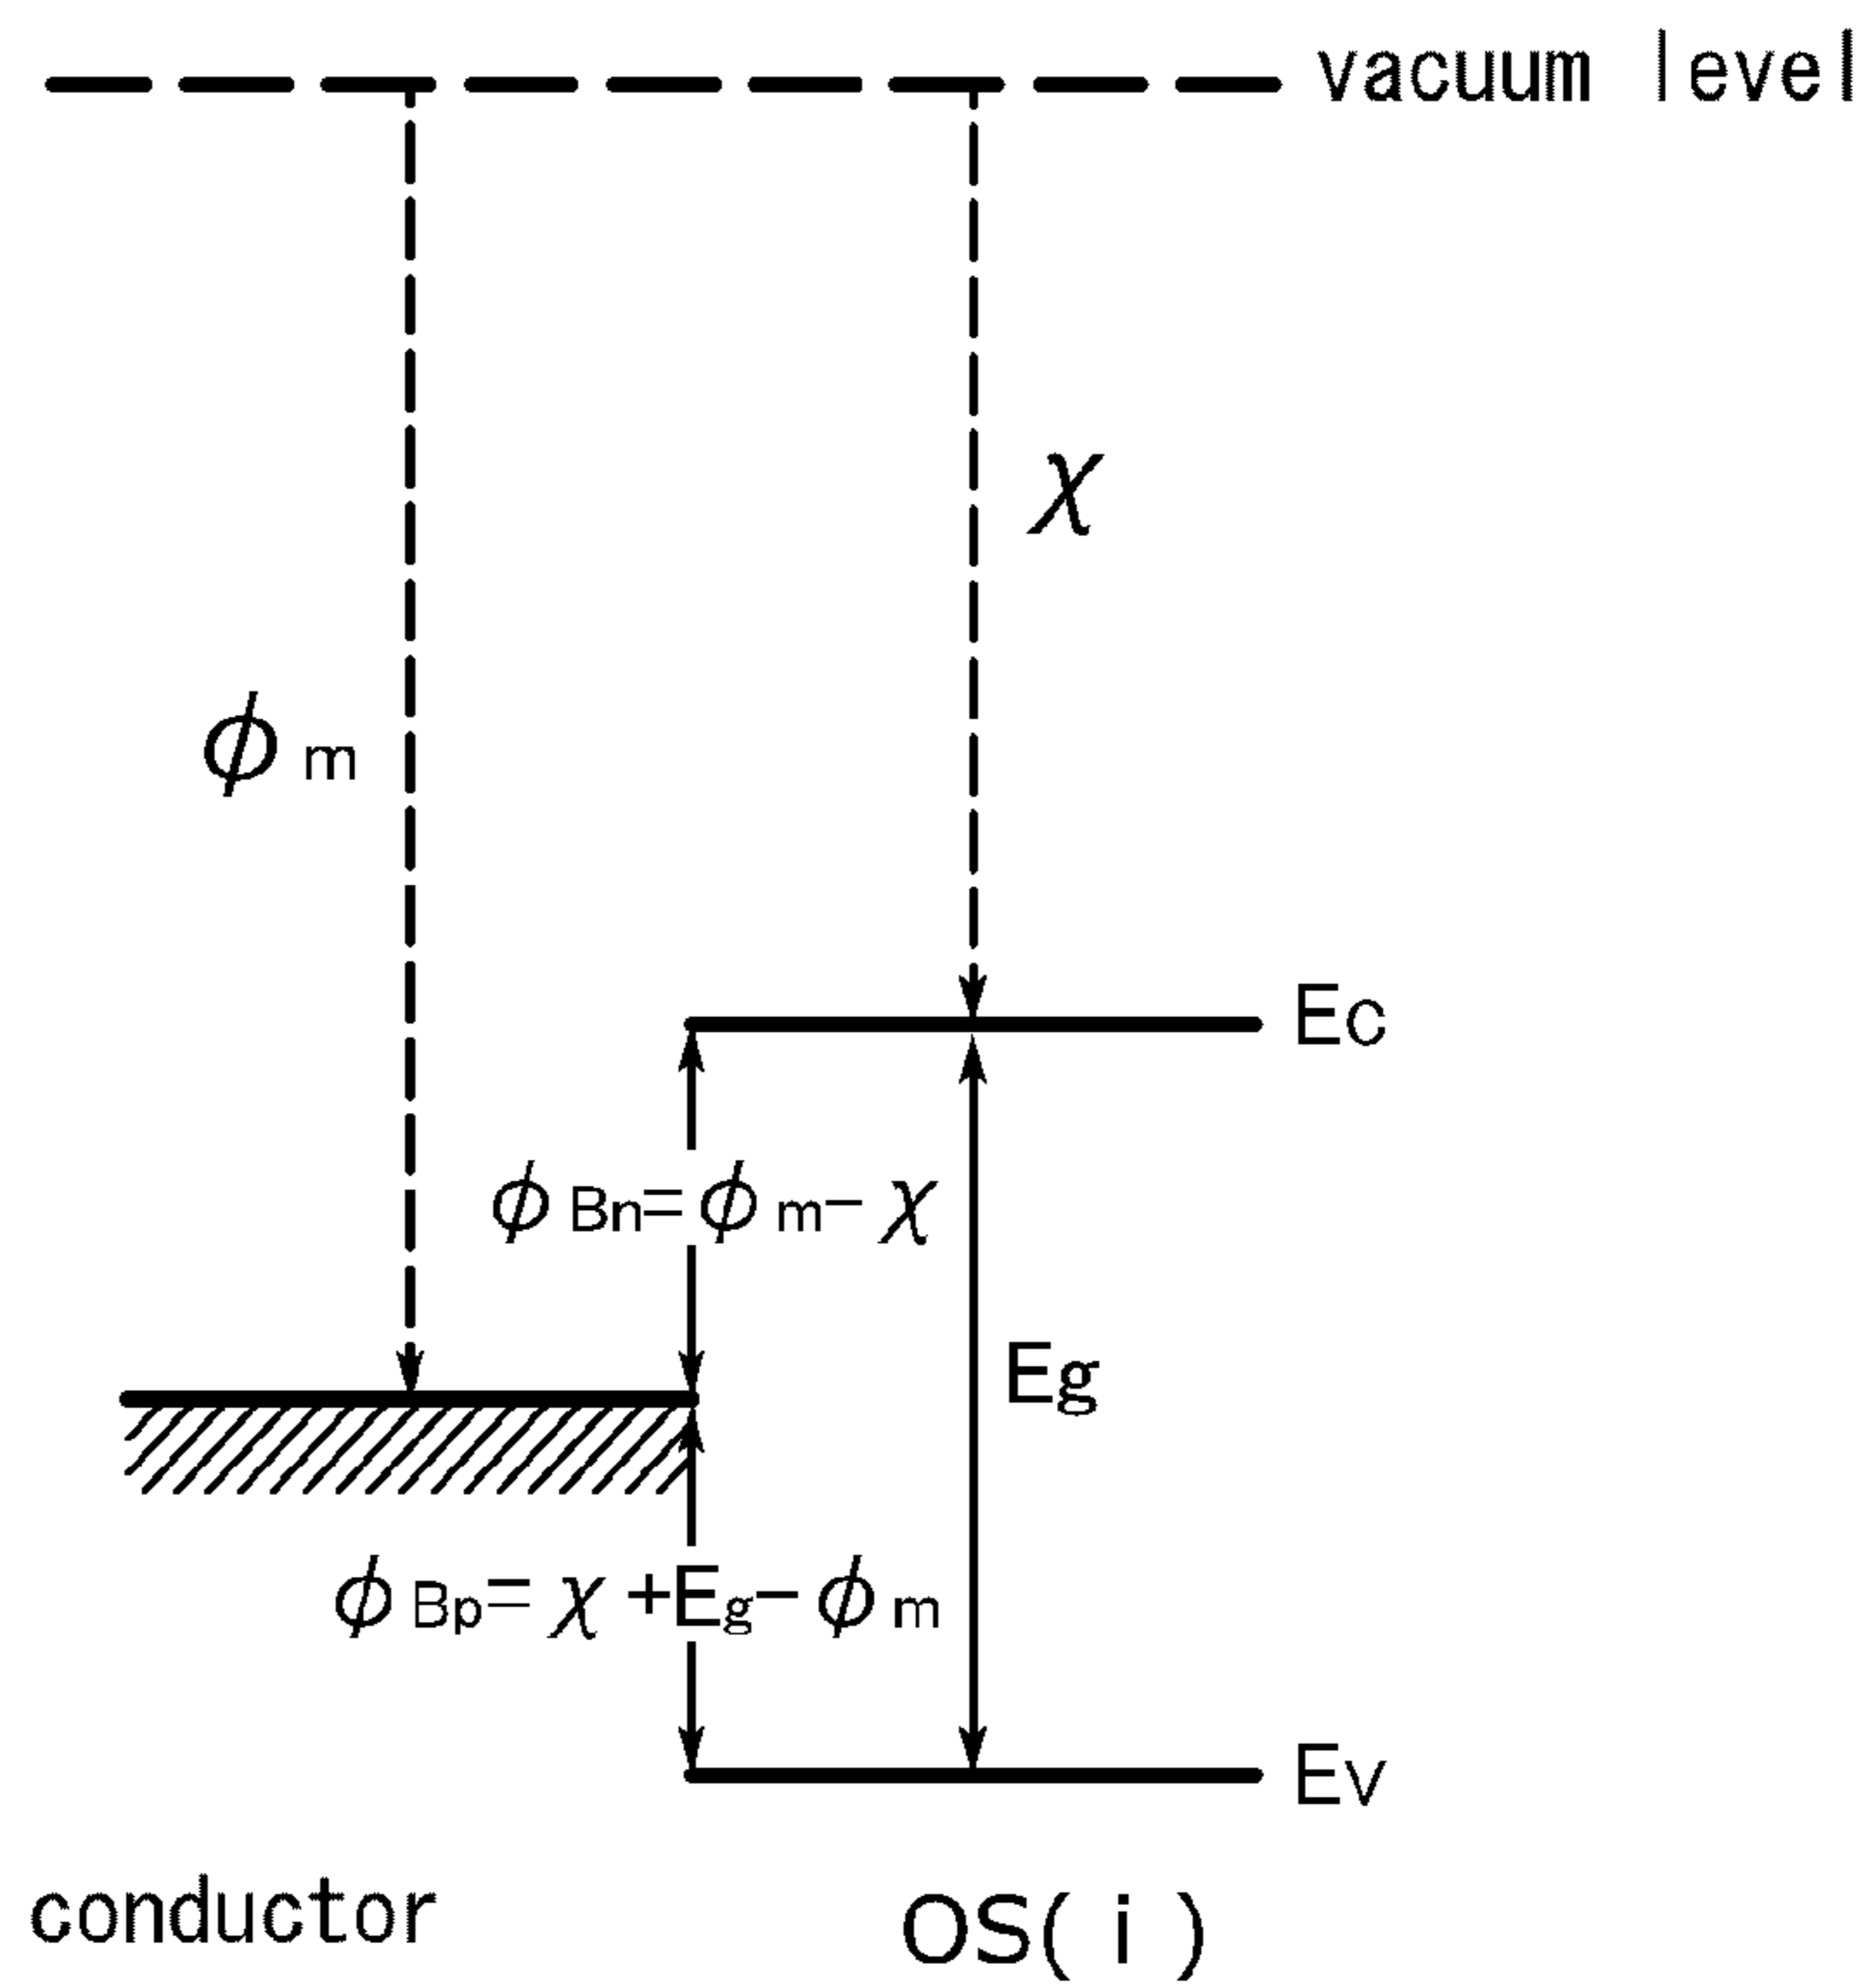 vacuum level
χ
ϕm
Ec
ϕBn=ϕm-χ
Eg
ϕBp=χ+Eg-ϕm
Ev
conductor
OS( i )